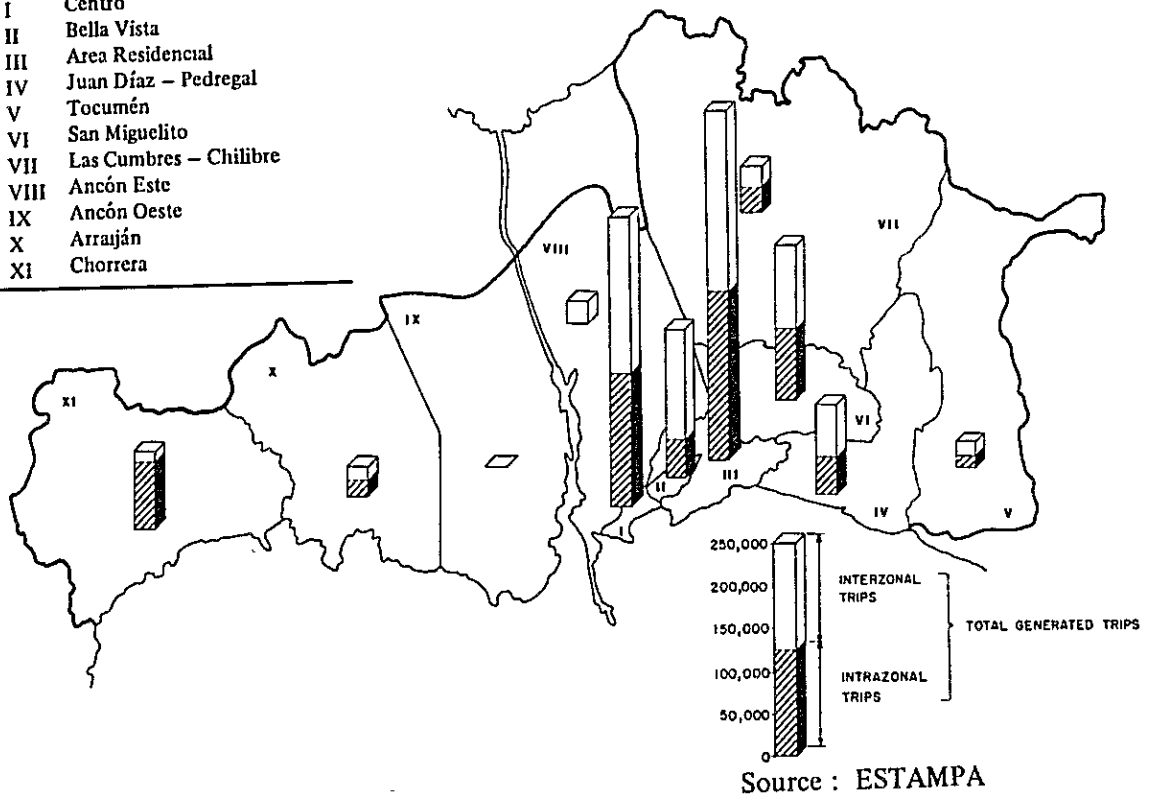 I Centro
II Bella Vista
III Area Residencial
IV Juan Díaz – Pedregal
V Tocumén
VI San Miguelito
VII Las Cumbres – Chilibre
VIII Ancón Este
IX Ancón Oeste
X Arraiján
XI Chorrera
VII
VIII
IX
X
XI
VI
III
II
I
IV
V
250,000
200,000
150,000
100,000
50,000
0
INTERZONAL
TRIPS
TOTAL GENERATED TRIPS
INTRAZONAL
TRIPS
Source : ESTAMPA